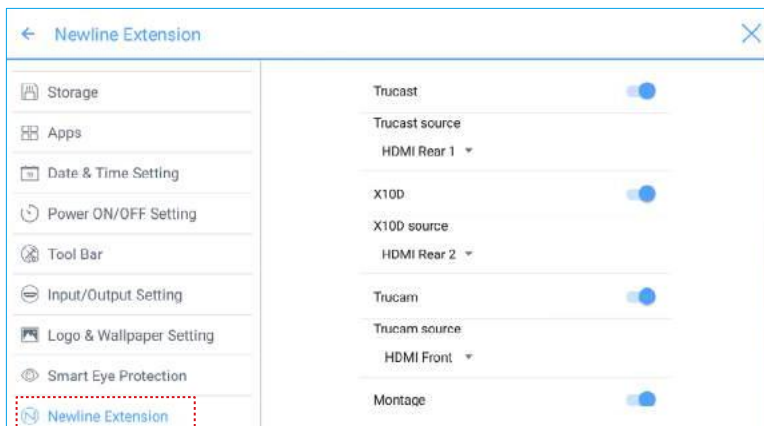 Newline Extension
Storage
Apps
Date & Time Setting
Power ON/OFF Setting
Tool Bar
Input/Output Setting
Logo & Wallpaper Setting
Smart Eye Protection
Newline Extension
Trucast
Trucast source
HDMI Rear 1
X10D
X10D source
HDMI Rear 2
Trucam
Trucam source
HDMI Front
Montage